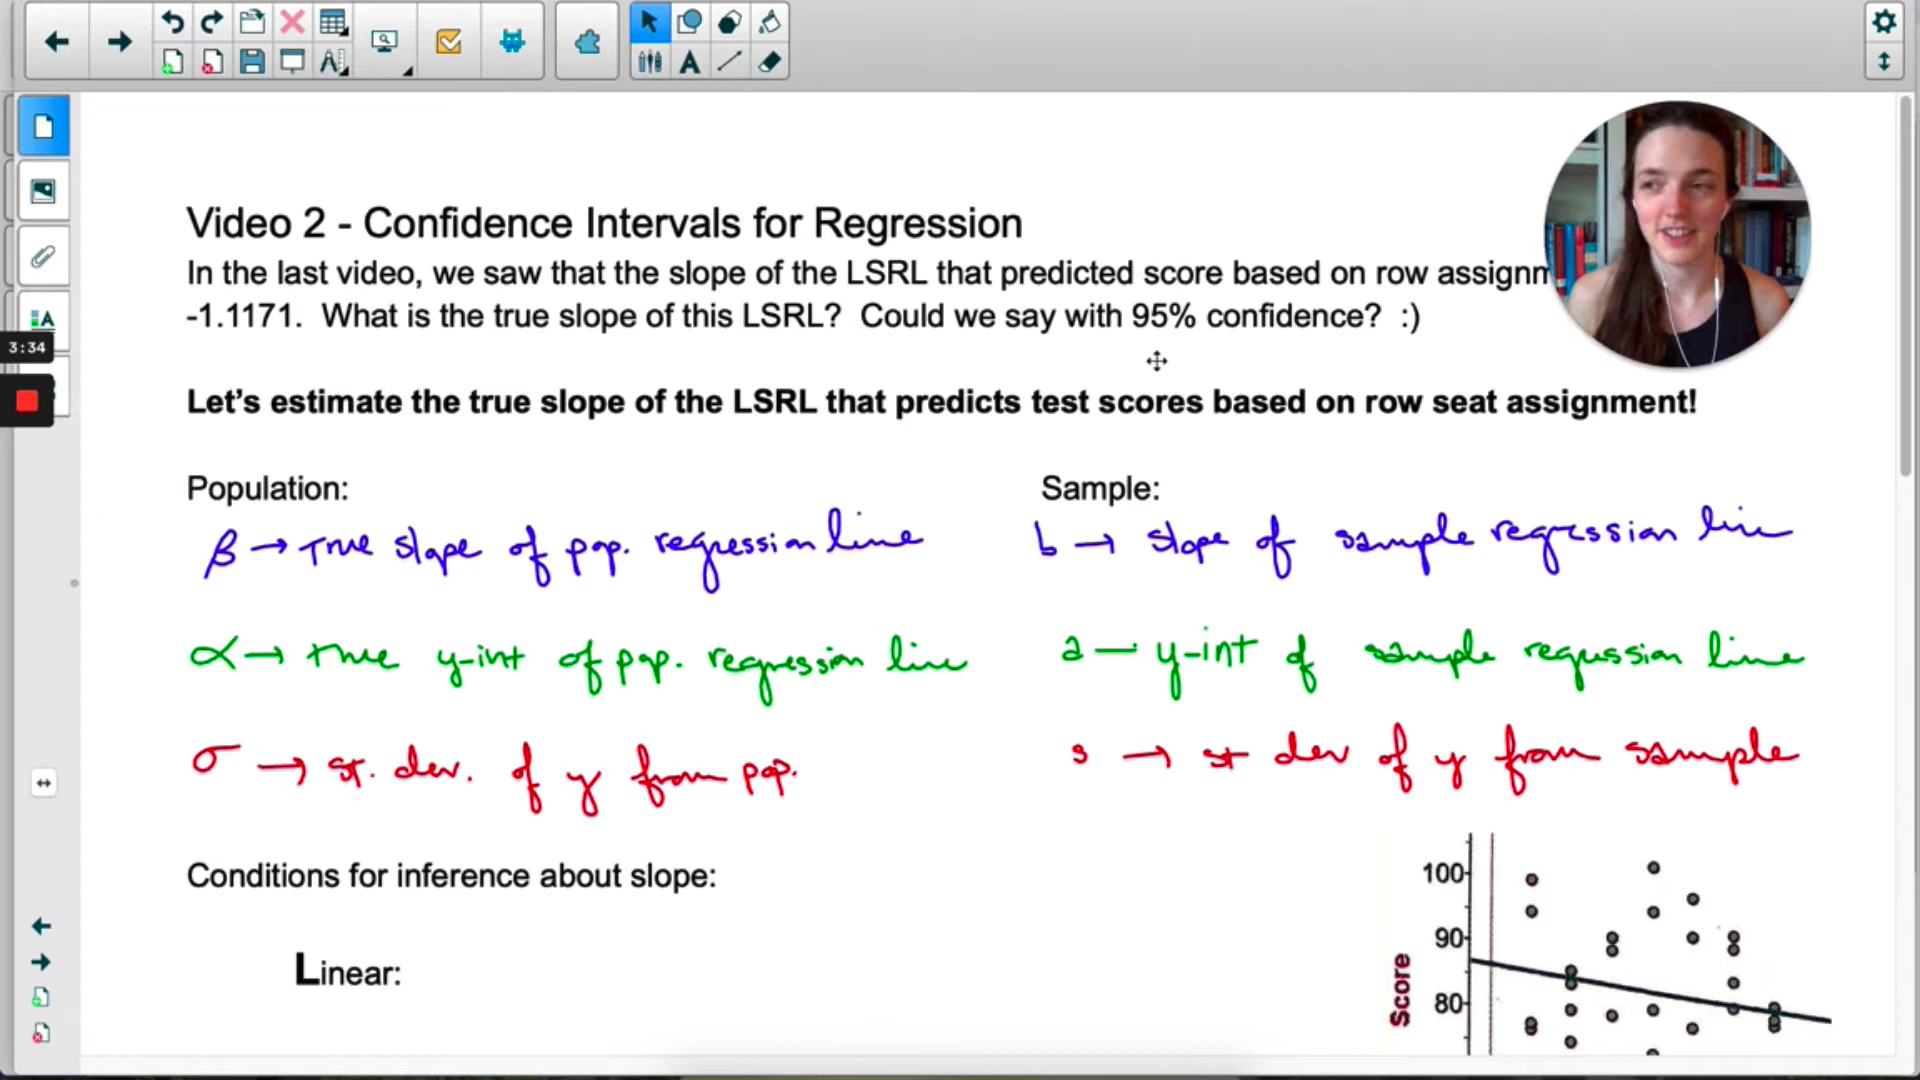 3:34
Video 2 - Confidence Intervals for Regression
In the last video, we saw that the slope of the LSRL that predicted score based on row assignm
-1.1171. What is the true slope of this LSRL? Could we say with 95% confidence? :)
Let's estimate the true slope of the LSRL that predicts test scores based on row seat assignment!
Population:
β → True slope of pop. regression line
α → true y-int of pop. regression line
σ → st. dev. of y from pop.
Sample:
b → slope of sample regression line
a — y-int of sample regression line
s → st dev of y from sample
Conditions for inference about slope:
Linear:
100
90
80
Score